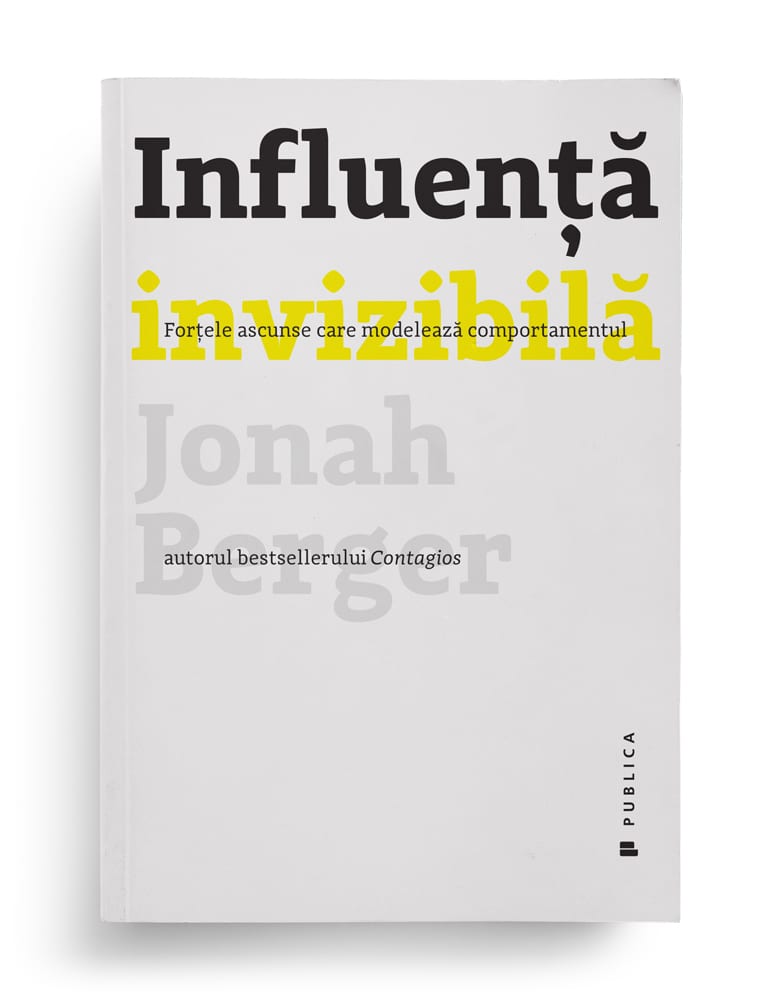 Influență
invizibilă
Forțele ascunse care modelează comportamentul
Jonah
Berger
autorul bestsellerului Contagios
PUBLICA